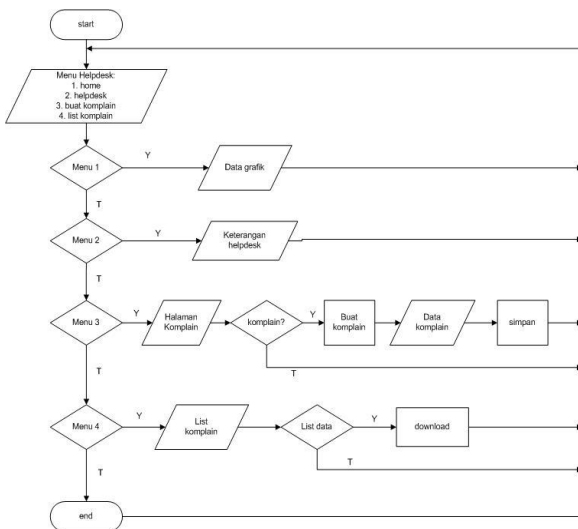 start
Menu Helpdesk:
1. home
2. helpdesk
3. buat komplain
4. list komplain
Menu 1
Y
Data grafik
T
Menu 2
Y
Keterangan
helpdesk
T
Menu 3
Y
Halaman
Komplain
komplain?
Y
Buat
komplain
Data
komplain
simpan
T
T
Menu 4
Y
List
komplain
List data
Y
download
T
T
end